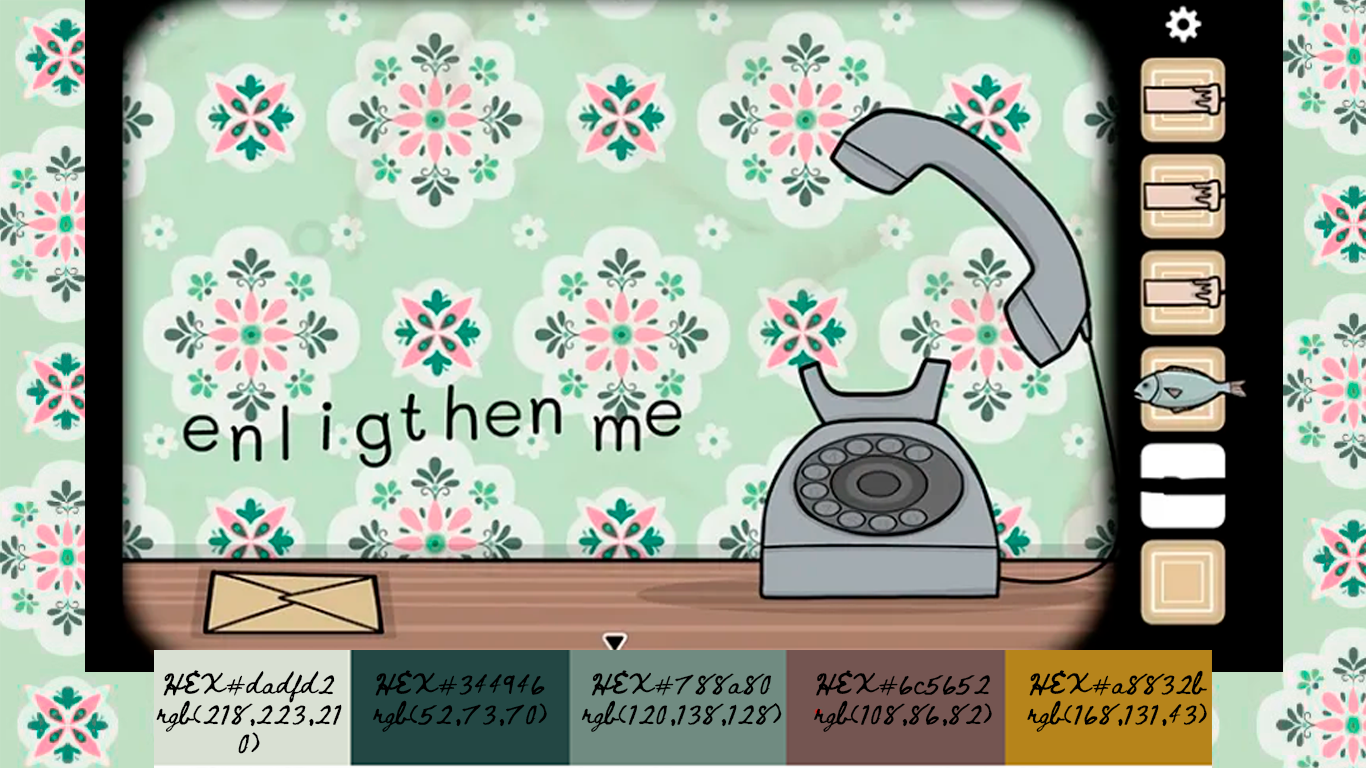 enligthen me
HEX#dadfd2
rgb(218,223,21
0)
HEX#344946
rgb(52,73,70)
HEX#788a80
rgb(120,138,128)
HEX#6c5652
rgb(108,86,82)
HEX#a8832b
rgb(168,131,43)